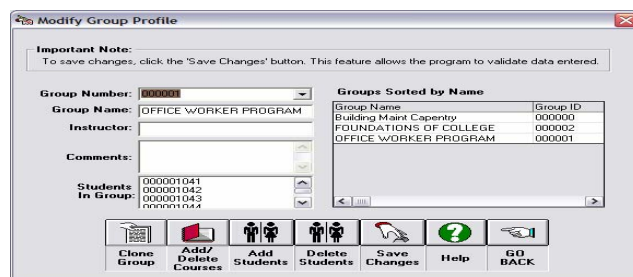 Modify Group Profile
Important Note:
To save changes, click the 'Save Changes' button. This feature allows the program to validate data entered.
Group Number: 000001
Group Name: OFFICE WORKER PROGRAM
Instructor:
Comments:
Students In Group:
000001041
000001042
000001043
000001044
Groups Sorted by Name
Group Name Group ID
Building Maint Capentry 000000
FOUNDATIONS OF COLLEGE 000002
OFFICE WORKER PROGRAM 000001
Clone Group
Add/ Delete Courses
Add Students
Delete Students
Save Changes
Help
GO BACK